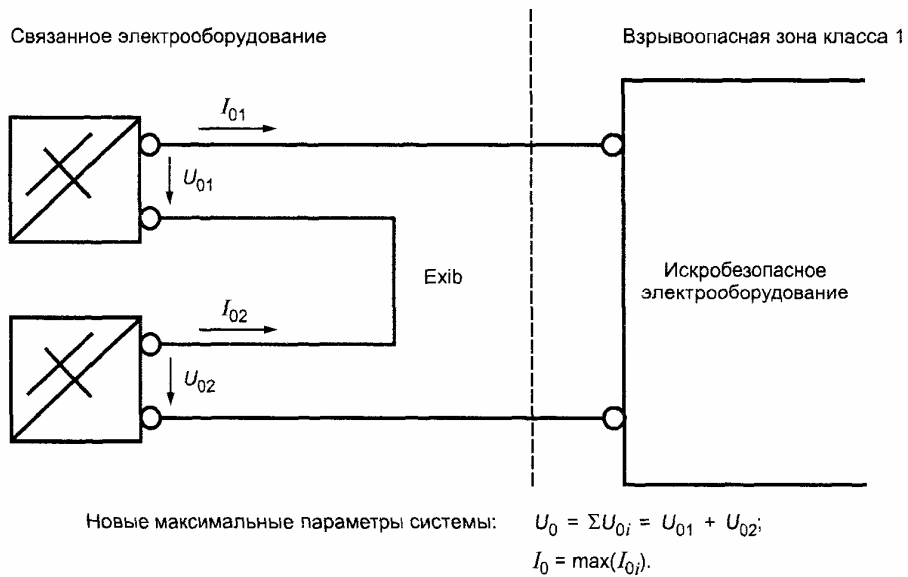 Связанное электрооборудование
Взрывоопасная зона класса 1
I01
U01
Exib
I02
U02
Искробезопасное
электрооборудование
Новые максимальные параметры системы: U0 = ΣU0i = U01 + U02;
I0 = max(I0i).